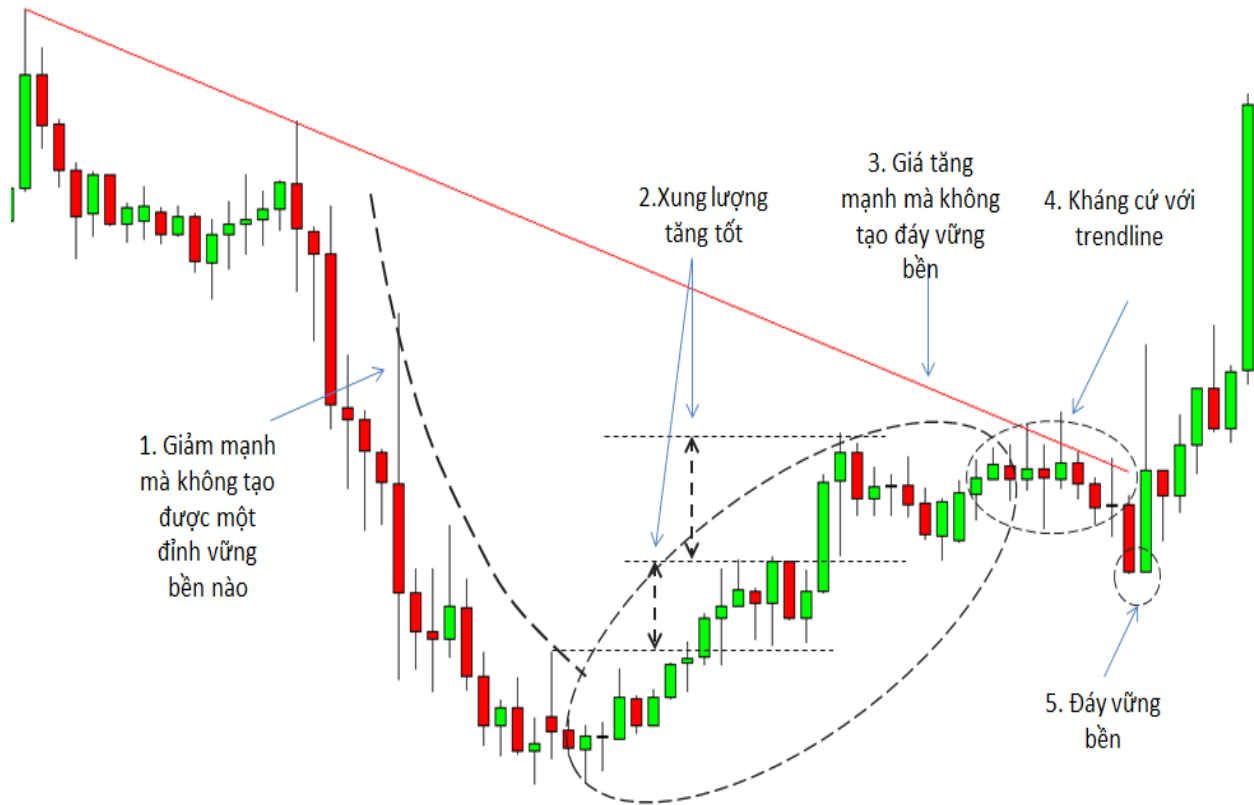 1. Giảm mạnh
mà không tạo
được một
đỉnh vững
bền nào
2.Xung lượng
tăng tốt
3. Giá tăng
mạnh mà không
tạo đáy vững
bền
4. Kháng cứ với
trendline
5. Đáy vững
bền